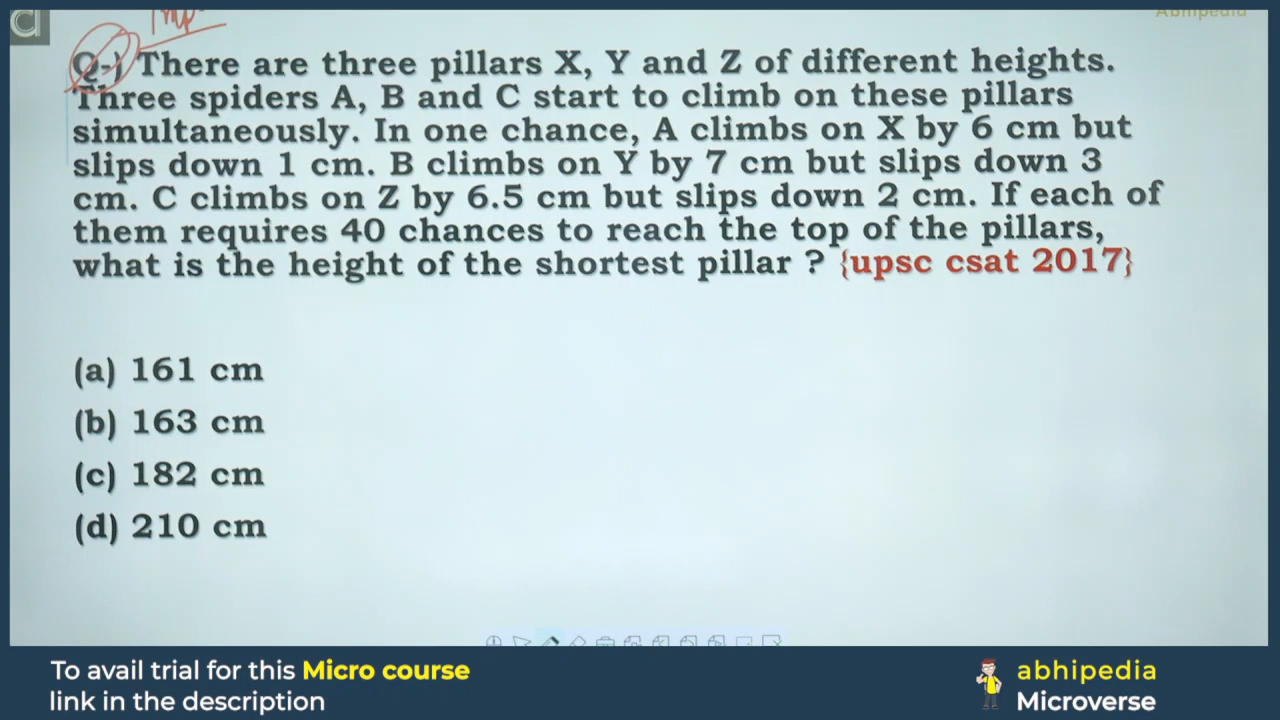 d
Imp.
Abhipedia
Q-) There are three pillars X, Y and Z of different heights.
Three spiders A, B and C start to climb on these pillars
simultaneously. In one chance, A climbs on X by 6 cm but
slips down 1 cm. B climbs on Y by 7 cm but slips down 3
cm. C climbs on Z by 6.5 cm but slips down 2 cm. If each of
them requires 40 chances to reach the top of the pillars,
what is the height of the shortest pillar ? {upsc csat 2017}
(a) 161 cm
(b) 163 cm
(c) 182 cm
(d) 210 cm
To avail trial for this Micro course
link in the description
abhipedia
Microverse